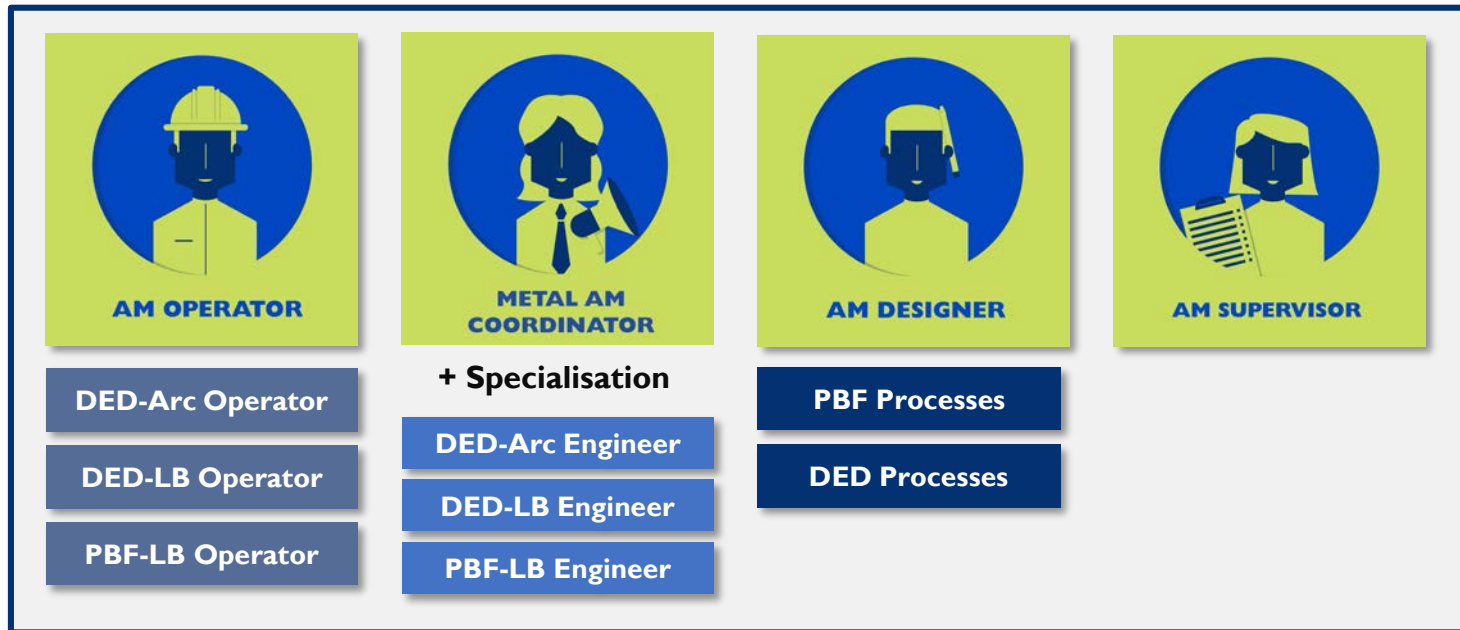 AM OPERATOR
DED-Arc Operator
DED-LB Operator
PBF-LB Operator
METAL AM
COORDINATOR
+ Specialisation
DED-Arc Engineer
DED-LB Engineer
PBF-LB Engineer
AM DESIGNER
PBF Processes
DED Processes
AM SUPERVISOR